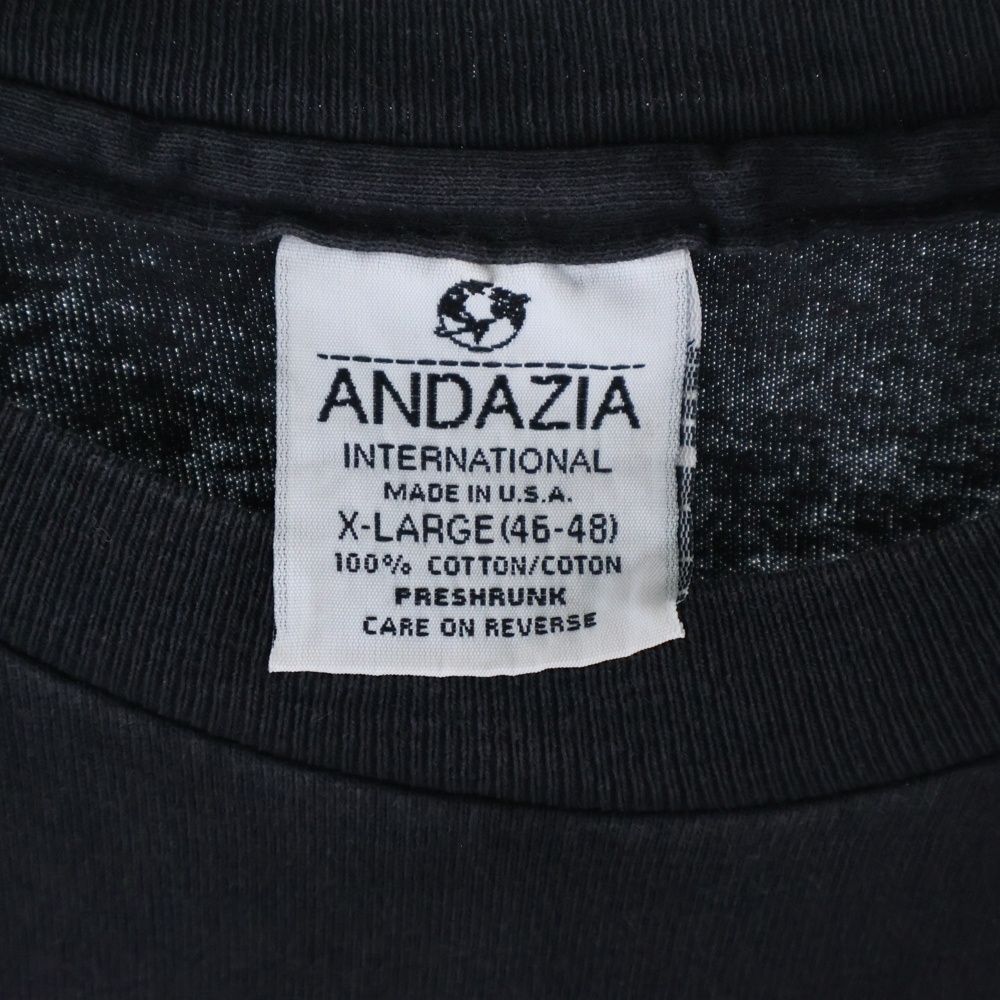 ANDAZIA
INTERNATIONAL
MADE IN U.S.A.
X-LARGE (46-48)
100% COTTON/COTON
PRESHRUNK
CARE ON REVERSE